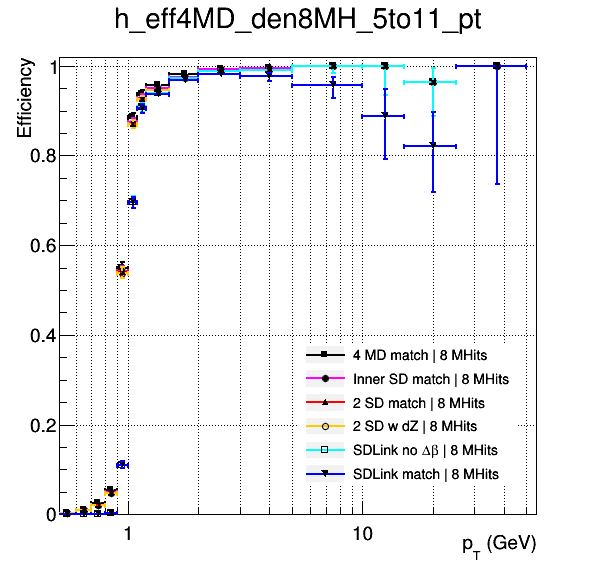 h_eff4MD_den8MH_5to11_pt
Efficiency
1
0.8
0.6
0.4
0.2
0
4 MD match | 8 MHits
Inner SD match | 8 MHits
2 SD match | 8 MHits
2 SD w dZ | 8 MHits
SDLink no Δβ | 8 MHits
SDLink match | 8 MHits
1 10
p_T (GeV)